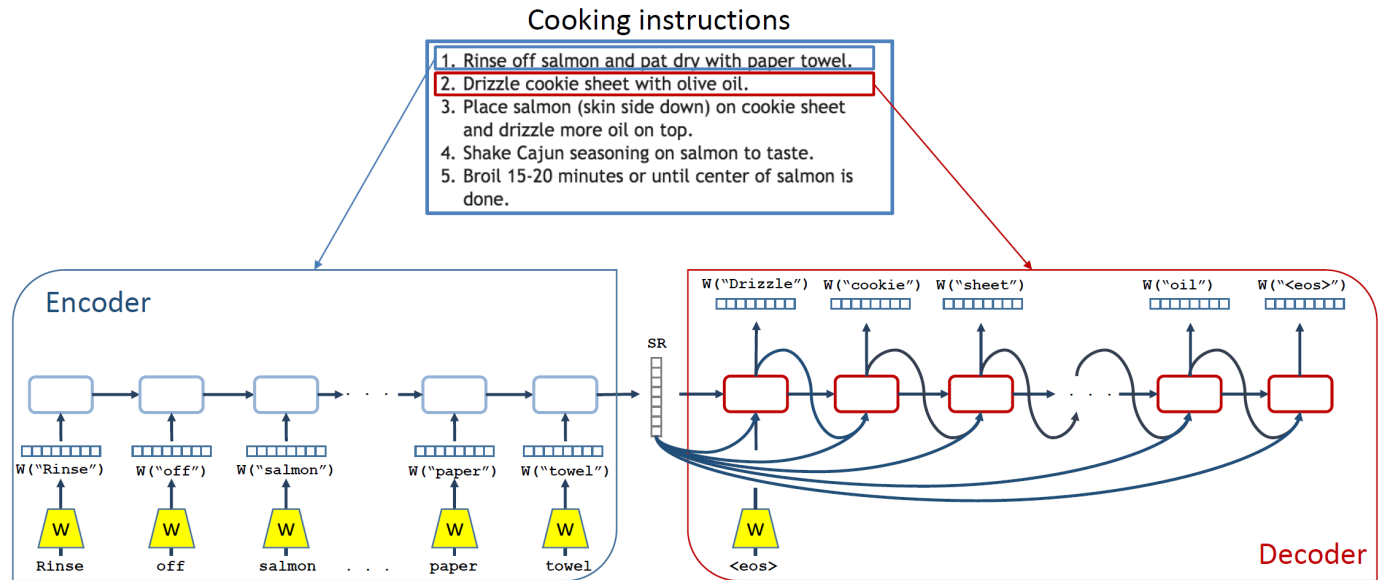 Cooking instructions
1. Rinse off salmon and pat dry with paper towel.
2. Drizzle cookie sheet with olive oil.
3. Place salmon (skin side down) on cookie sheet
and drizzle more oil on top.
4. Shake Cajun seasoning on salmon to taste.
5. Broil 15-20 minutes or until center of salmon is
done.
Encoder
. . .
W("Rinse") W("off") W("salmon") W("paper") W("towel")
W W W W W
Rinse off salmon . . . paper towel
SR
W("Drizzle") W("cookie") W("sheet") W("oil") W("<eos>")
. . .
W
<eos>
Decoder